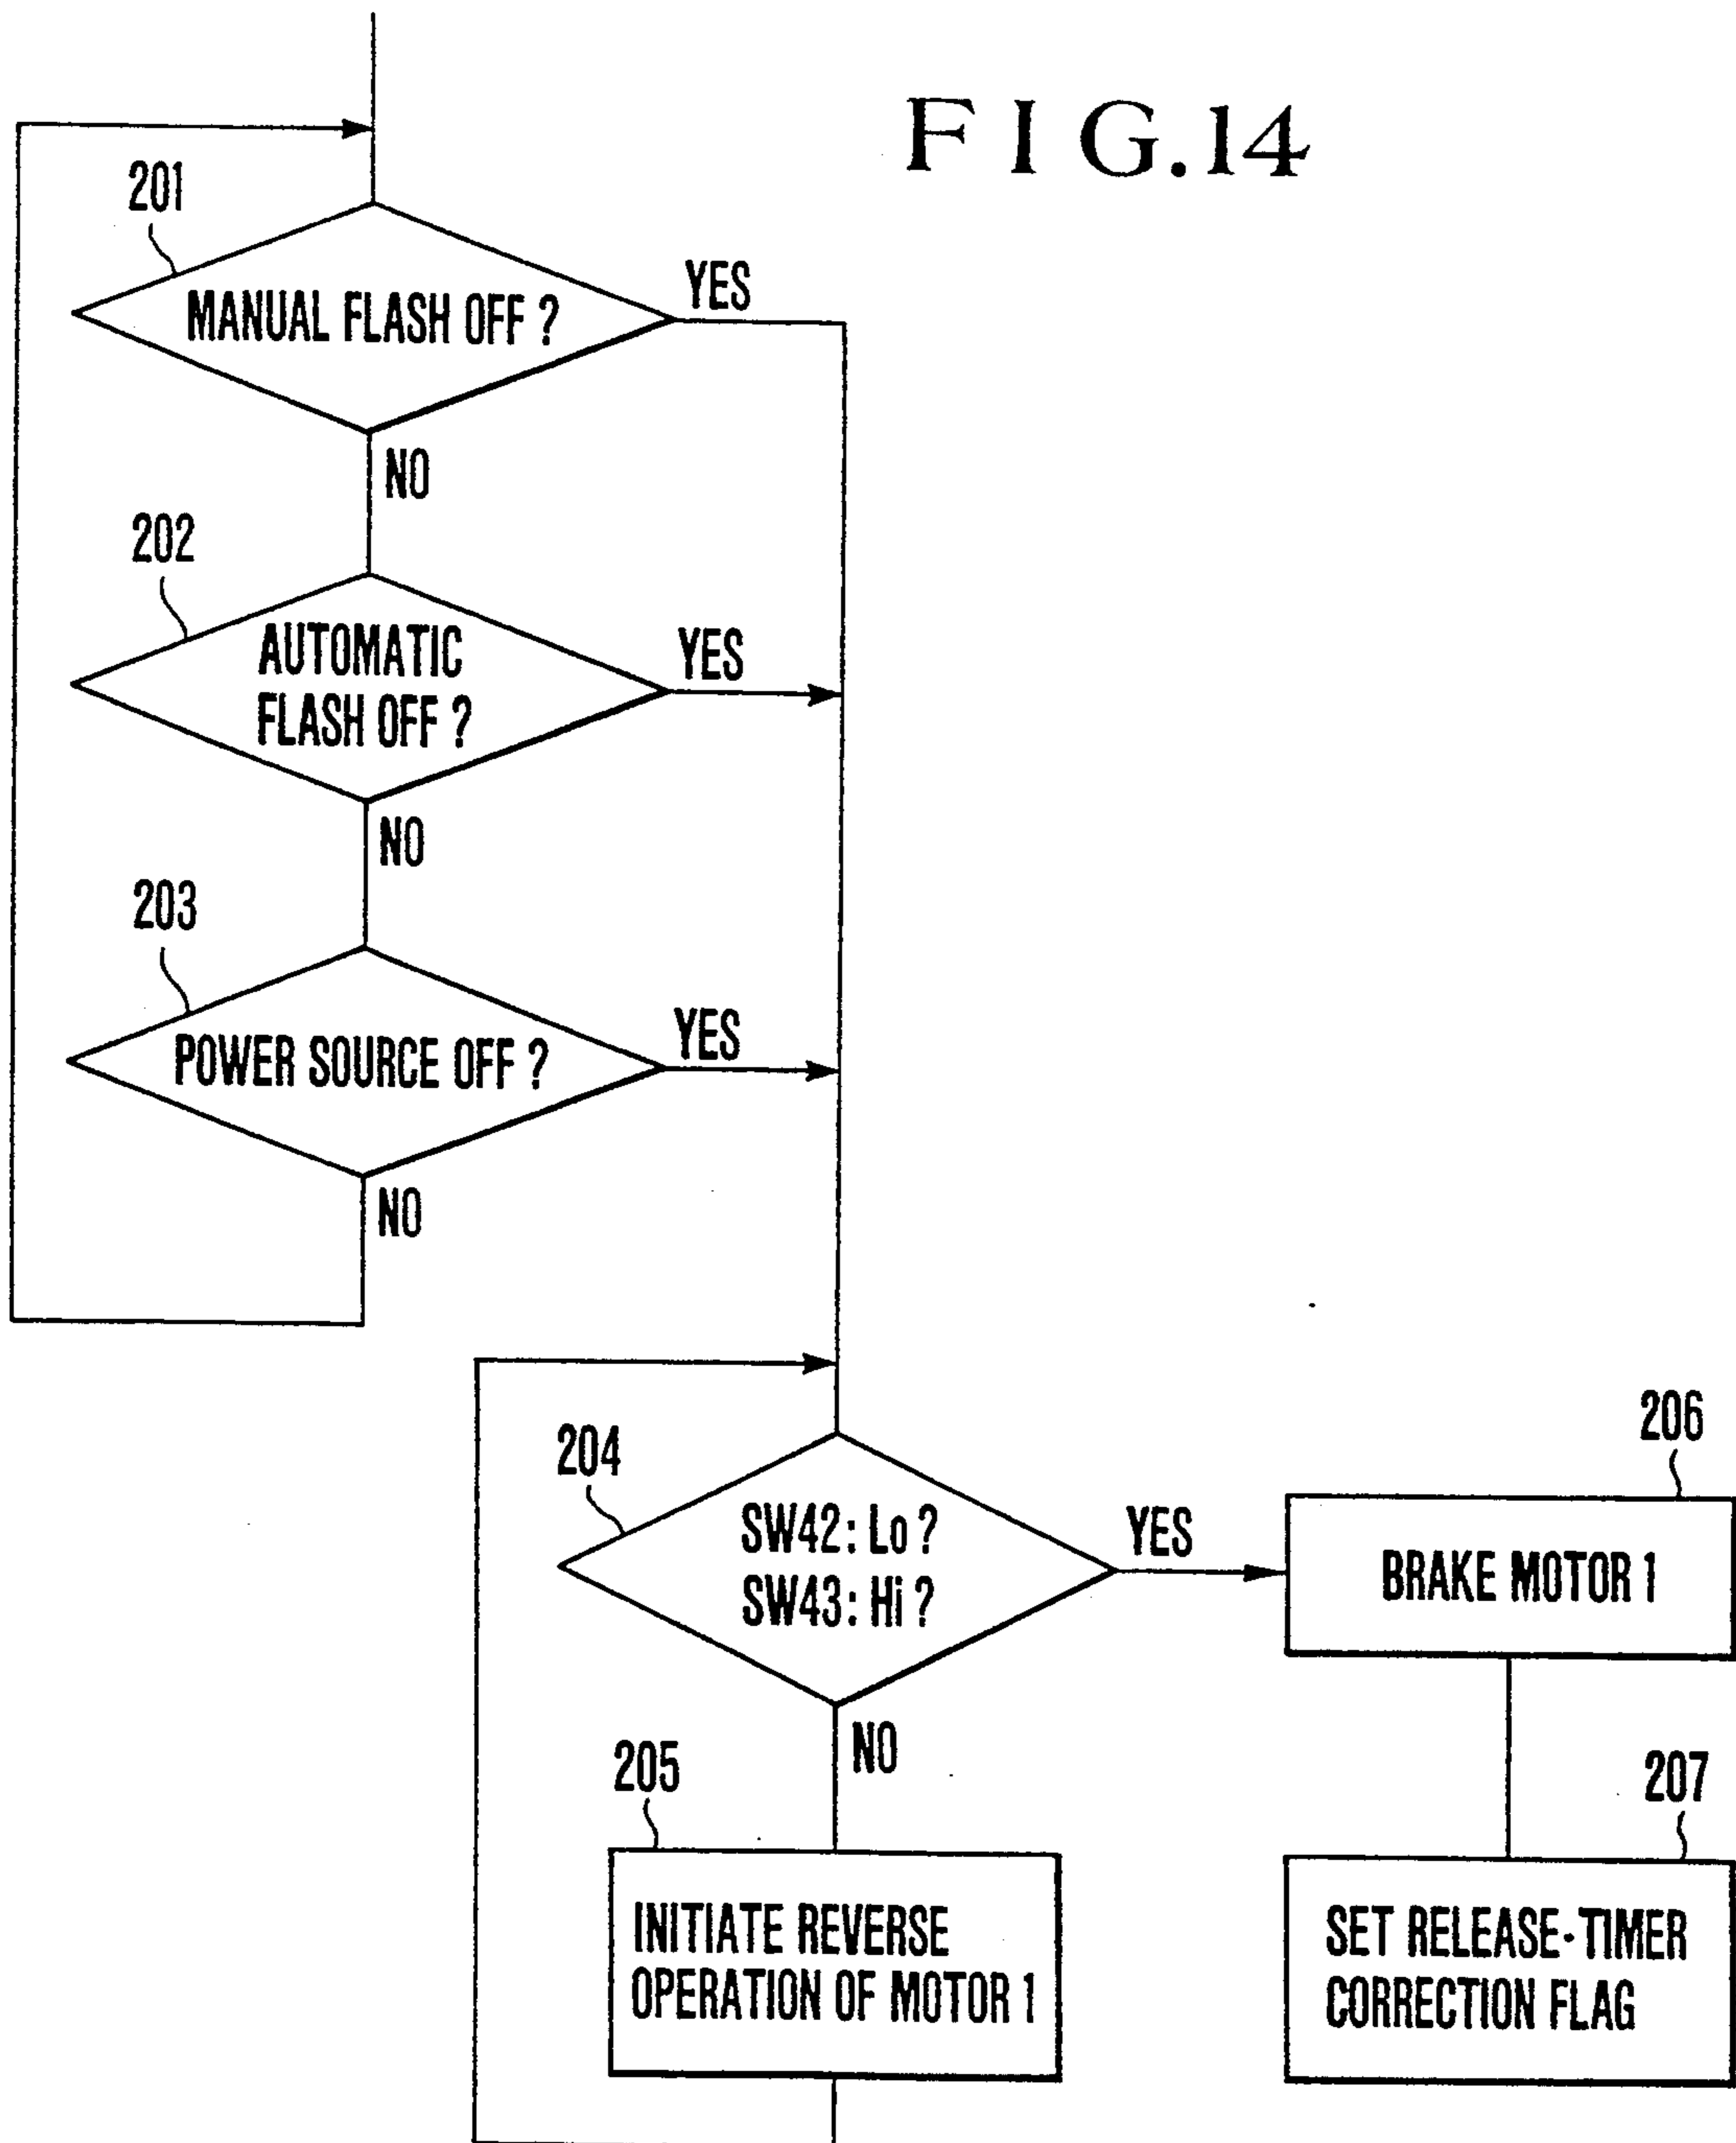 FIG.14
201
MANUAL FLASH OFF ?
YES
NO
202
AUTOMATIC
FLASH OFF ?
YES
NO
203
POWER SOURCE OFF ?
YES
NO
204
SW42: Lo ?
SW43: Hi ?
YES
NO
206
BRAKE MOTOR 1
205
INITIATE REVERSE
OPERATION OF MOTOR 1
207
SET RELEASE-TIMER
CORRECTION FLAG